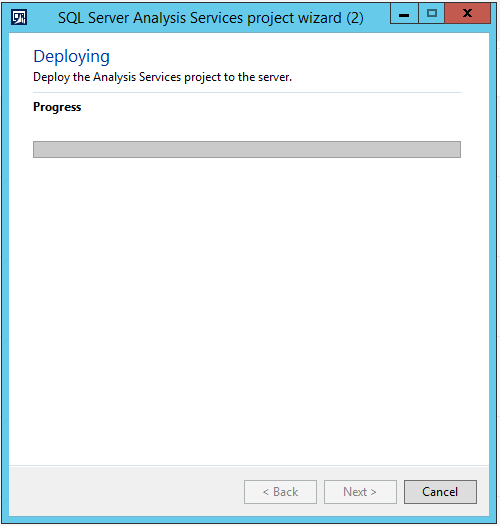 SQL Server Analysis Services project wizard (2)
Deploying
Deploy the Analysis Services project to the server.
Progress
< Back
Next >
Cancel